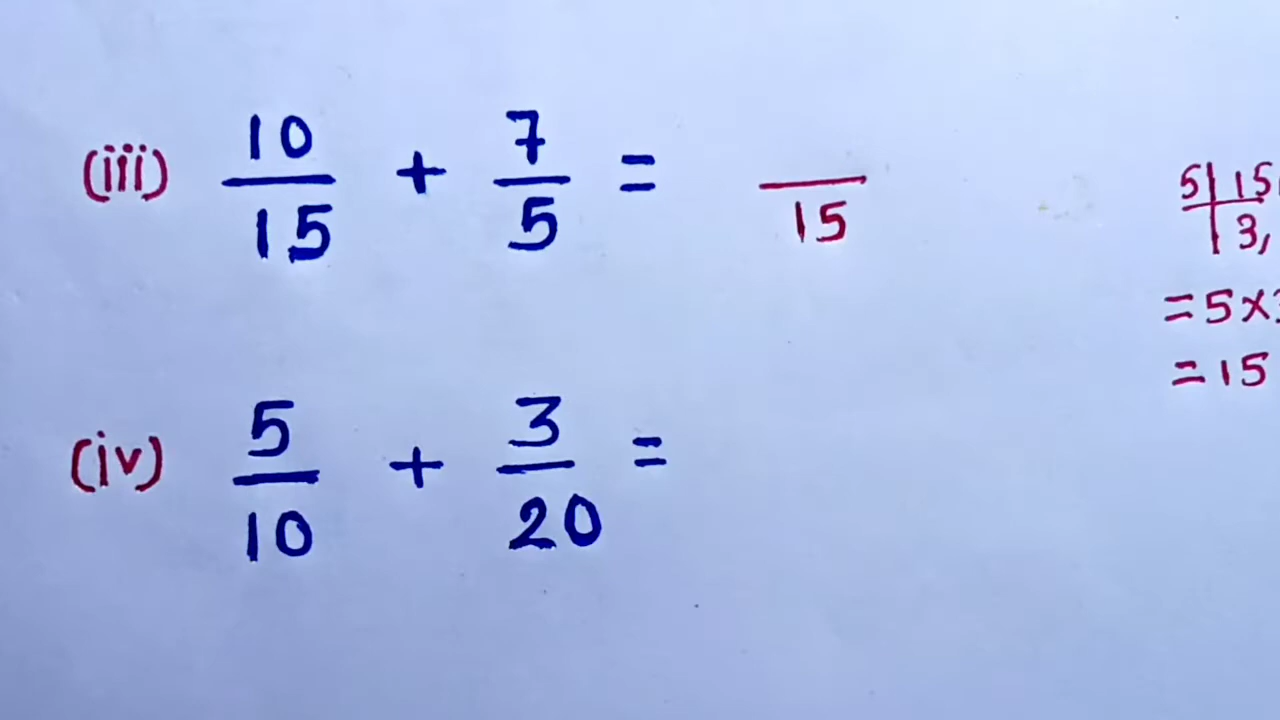 (iii) 10/15 + 7/5 = /15
(iv) 5/10 + 3/20 =
5| 15
3,
= 5 ×
= 15